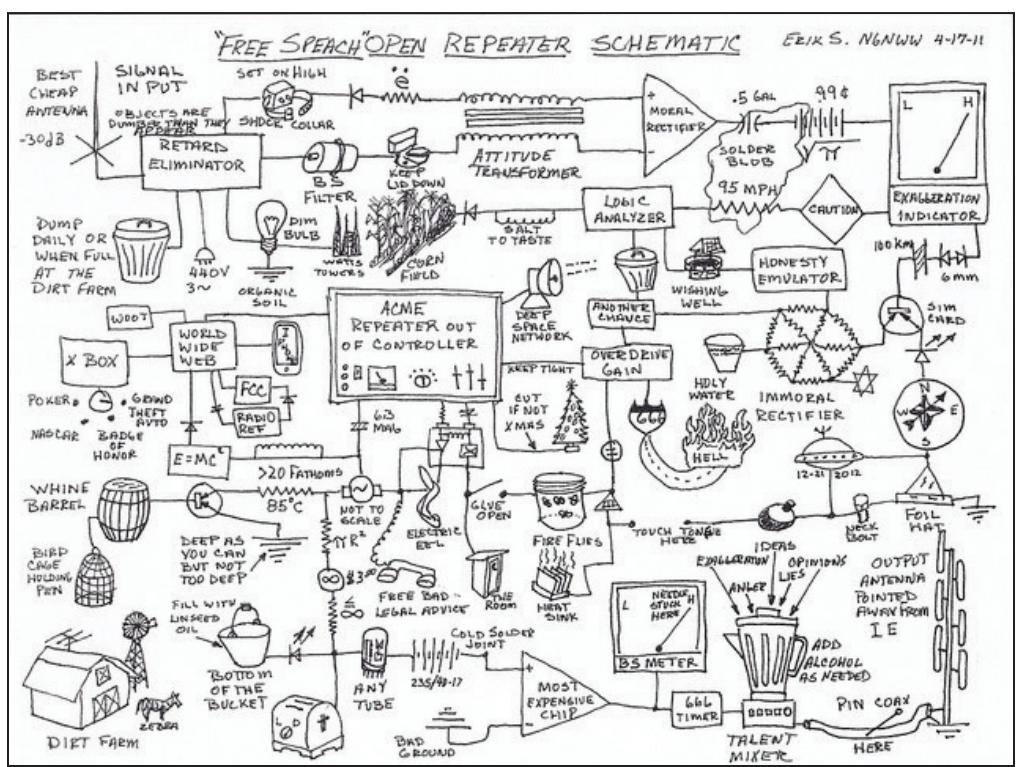 "FREE SPEACH" OPEN REPEATER SCHEMATIC
ERIK S. N6NWW 4-17-11
BEST
CHEAP
ANTENNA
-30dB
SIGNAL
IN PUT
OBJECTS ARE
DUMBER THAN THEY
APPEAR
RETARD
ELIMINATOR
SET ON HIGH
SHOCK COLLAR
BS
FILTER
KEEP
LID DOWN
ATTITUDE
TRANSFORMER
+
MORAL
RECTIFIER
-
.5 GAL
99¢
SOLDER
BLOB
π
95 MPH
CAUTION
L H
EXAGGERATION
INDICATOR
DUMP
DAILY OR
WHEN FULL
AT THE
DIRT FARM
440V
3~
DIM
BULB
ORGANIC
SOIL
WATTS
TOWERS
CORN
FIELD
SALT
TO TASTE
LOGIC
ANALYZER
WISHING
WELL
HONESTY
EMULATOR
100 KM
6 mm
SIM
CARD
WOOT
X BOX
WORLD
WIDE
WEB
FCC
RADIO
REF
POKER
GRAND
THEFT
AUTO
NASCAR
BADGE
OF
HONOR
E=MC²
ACME
REPEATER OUT
OF CONTROLLER
DEEP
SPACE
NETWORK
ANOTHER
CHANCE
OVERDRIVE
GAIN
KEEP TIGHT
CUT
IF NOT
XMAS
666
HOLY
WATER
HELL
IMMORAL
RECTIFIER
N
W E
S
12-21 2012
63
MAG
>20 FATHOMS
85°C
NOT TO
SCALE
WHINE
BARREL
BIRD
CAGE
HOLDING
PEN
DEEP AS
YOU CAN
BUT NOT
TOO DEEP
πR²
∞
$3.00
≤∞
ELECTRIC
EEL
GLUE
OPEN
FIRE FLIES
HEAT
SINK
THE
ROOM
FREE BAD
LEGAL ADVICE
TOUCH TONGUE
HERE
NECK
BOLT
FOIL
HAT
IDEAS
EXAGGERATION
OPINIONS
ANGER
LIES
OUTPUT
ANTENNA
POINTED
AWAY FROM
IE
FILL WITH
LINSEED
OIL
BOTTOM
OF THE
BUCKET
ANY
TUBE
COLD SOLDER
JOINT
235/40-17
+
MOST
EXPENSIVE
CHIP
-
BAD
GROUND
L H
NEEDLE
STUCK
HERE
BS METER
666
TIMER
ADD
ALCOHOL
AS NEEDED
TALENT
MIXER
PIN COAX
HERE
ZEBRA
DIRT FARM
L D